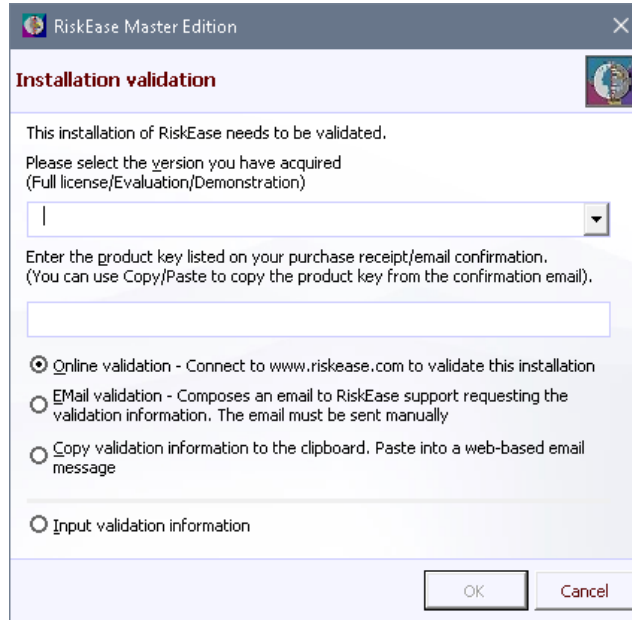 RiskEase Master Edition
Installation validation
This installation of RiskEase needs to be validated.
Please select the version you have acquired
(Full license/Evaluation/Demonstration)
Enter the product key listed on your purchase receipt/email confirmation.
(You can use Copy/Paste to copy the product key from the confirmation email).
Online validation - Connect to www.riskease.com to validate this installation
EMail validation - Composes an email to RiskEase support requesting the
validation information. The email must be sent manually
Copy validation information to the clipboard. Paste into a web-based email
message
Input validation information
OK
Cancel